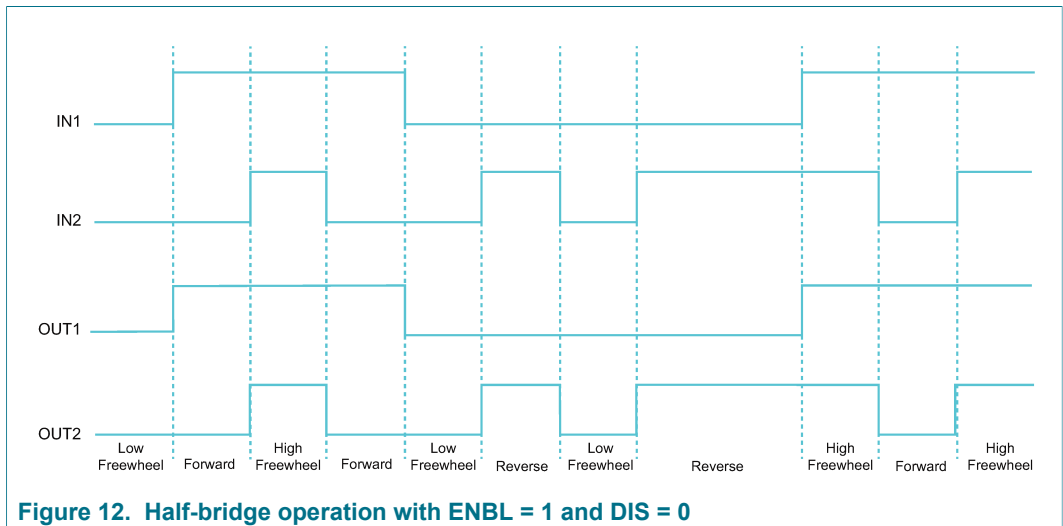 IN1
IN2
OUT1
OUT2
Low
Freewheel
Forward
High
Freewheel
Forward
Low
Freewheel
Reverse
Low
Freewheel
Reverse
High
Freewheel
Forward
High
Freewheel
Figure 12. Half-bridge operation with ENBL = 1 and DIS = 0